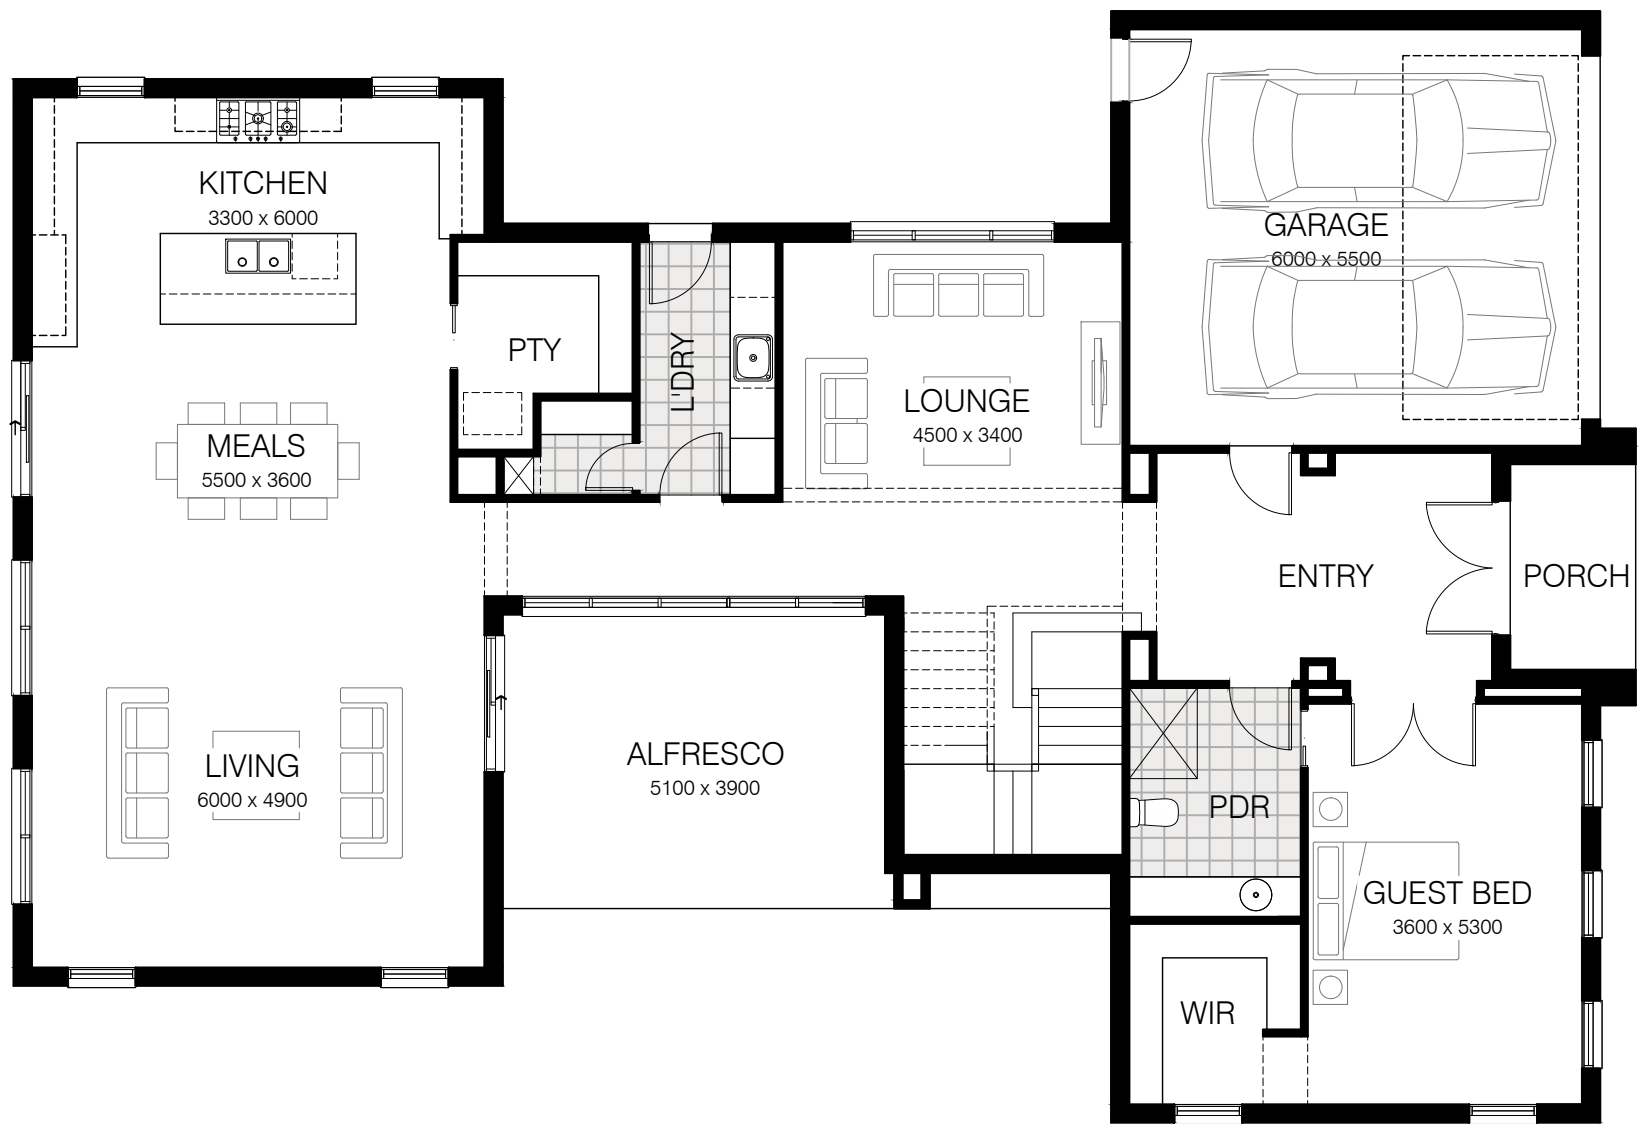 KITCHEN
3300 x 6000
GARAGE
6000 x 5500
PTY
L'DRY
LOUNGE
4500 x 3400
MEALS
5500 x 3600
ENTRY
PORCH
LIVING
6000 x 4900
ALFRESCO
5100 x 3900
PDR
GUEST BED
3600 x 5300
WIR